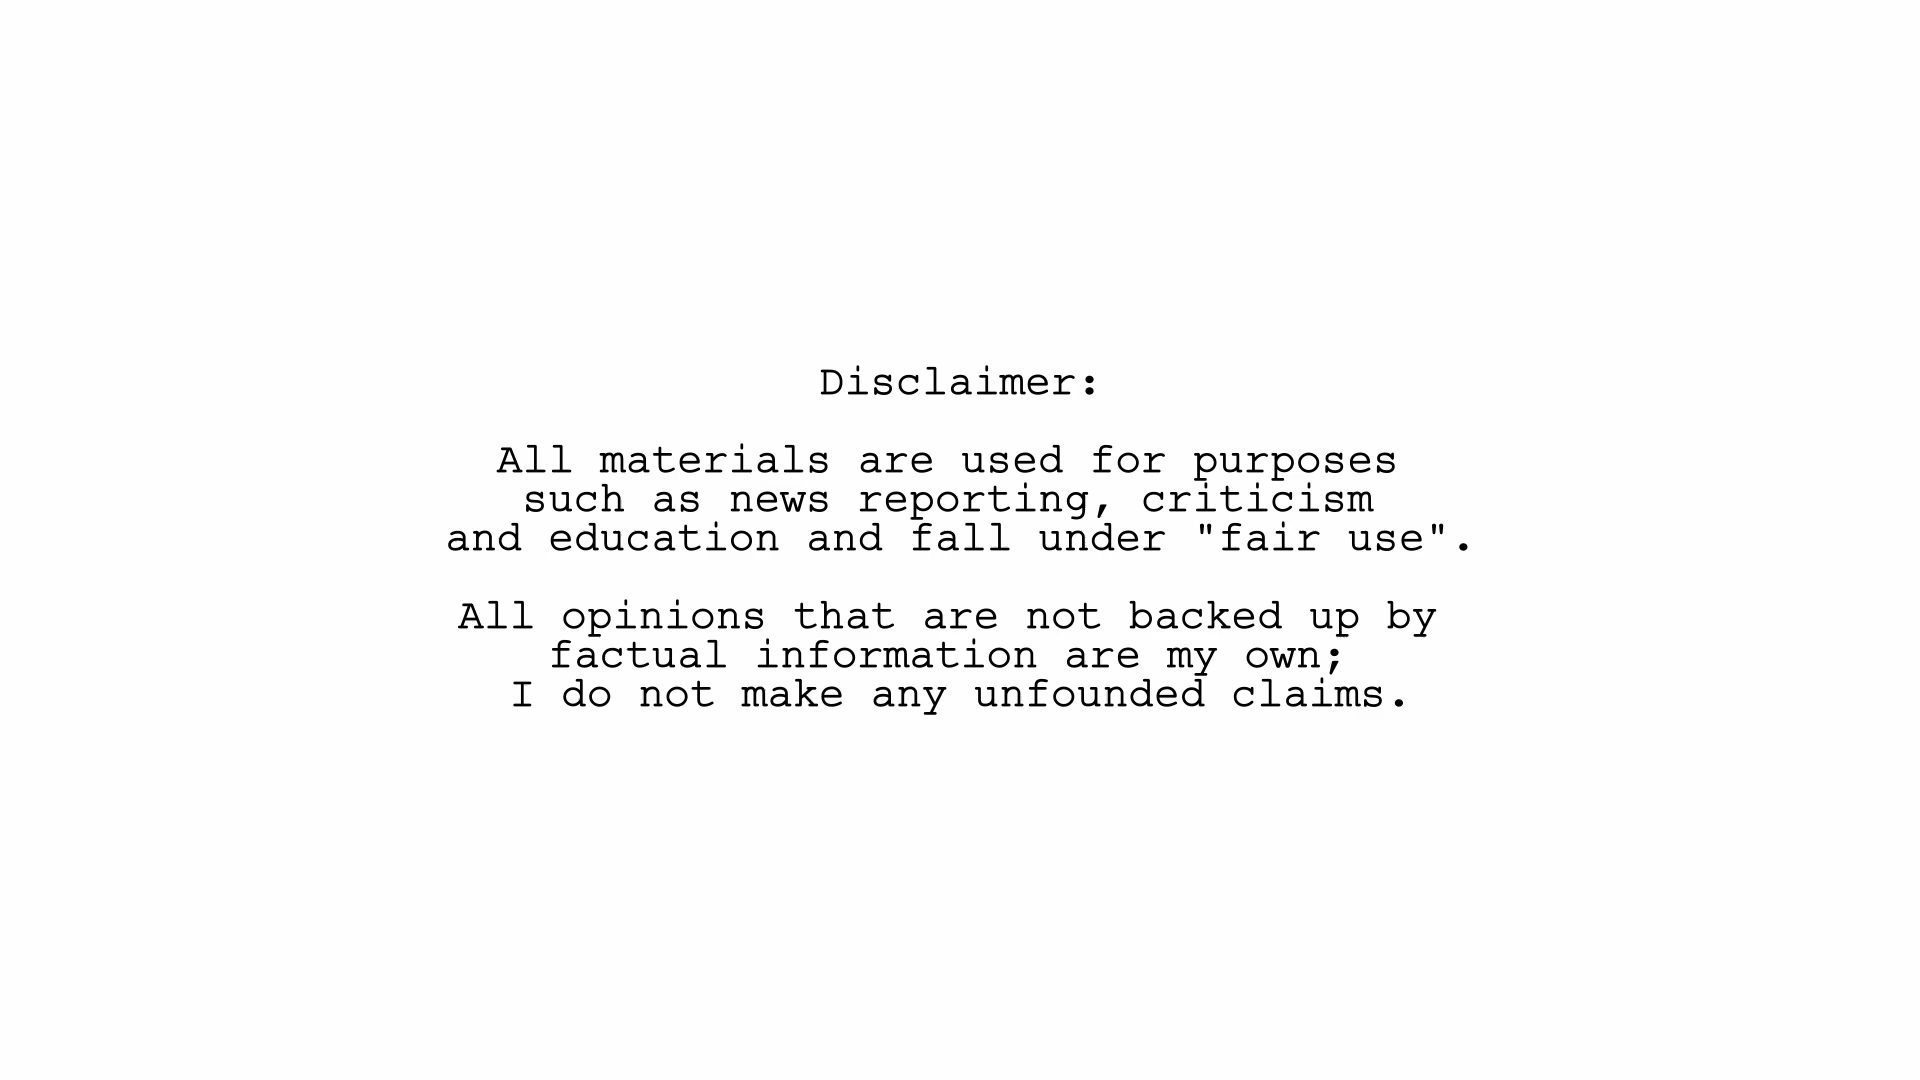 Disclaimer:
All materials are used for purposes
such as news reporting, criticism
and education and fall under "fair use".
All opinions that are not backed up by
factual information are my own;
I do not make any unfounded claims.